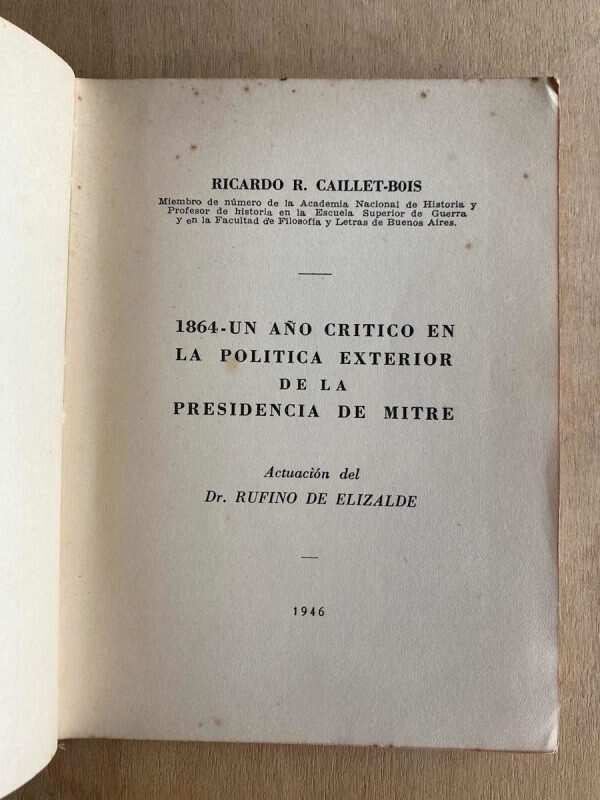 RICARDO R. CAILLET-BOIS
Miembro de número de la Academia Nacional de Historia y
Profesor de historia en la Escuela Superior de Guerra
y en la Facultad de Filosofía y Letras de Buenos Aires.
1864-UN AÑO CRITICO EN
LA POLITICA EXTERIOR
DE LA
PRESIDENCIA DE MITRE
Actuación del
Dr. RUFINO DE ELIZALDE
1946